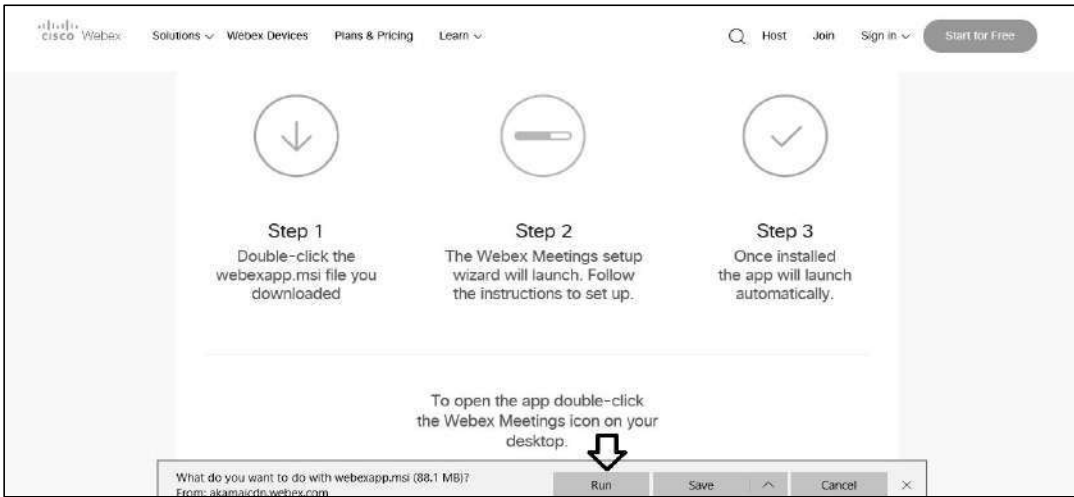 cisco Webex
Solutions Webex Devices Plans & Pricing Learn Host Join Sign in Start for Free
Step 1
Double-click the
webexapp.msi file you
downloaded
Step 2
The Webex Meetings setup
wizard will launch. Follow
the instructions to set up.
Step 3
Once installed
the app will launch
automatically.
To open the app double-click
the Webex Meetings icon on your
desktop.
What do you want to do with webexapp.msi (88.1 MB)?
From: akamaicdn.webex.com
Run Save Cancel